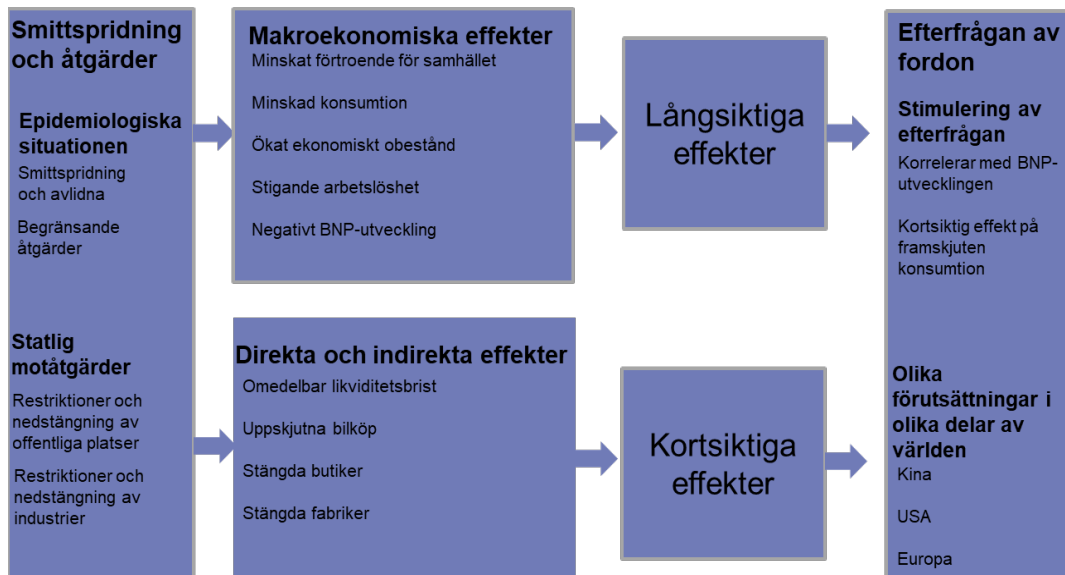 Smittspridning
och åtgärder
Epidemiologiska
situationen
Smittspridning
och avlidna
Begränsande
åtgärder
Statlig
motåtgärder
Restriktioner och
nedstängning av
offentliga platser
Restriktioner och
nedstängning av
industrier
Makroekonomiska effekter
Minskat förtroende för samhället
Minskad konsumtion
Ökat ekonomiskt obestånd
Stigande arbetslöshet
Negativt BNP-utveckling
Direkta och indirekta effekter
Omedelbar likviditetsbrist
Uppskjutna bilköp
Stängda butiker
Stängda fabriker
Långsiktiga
effekter
Kortsiktiga
effekter
Efterfrågan av
fordon
Stimulering av
efterfrågan
Korrelerar med BNP-
utvecklingen
Kortsiktig effekt på
framskjuten
konsumtion
Olika
förutsättningar i
olika delar av
världen
Kina
USA
Europa